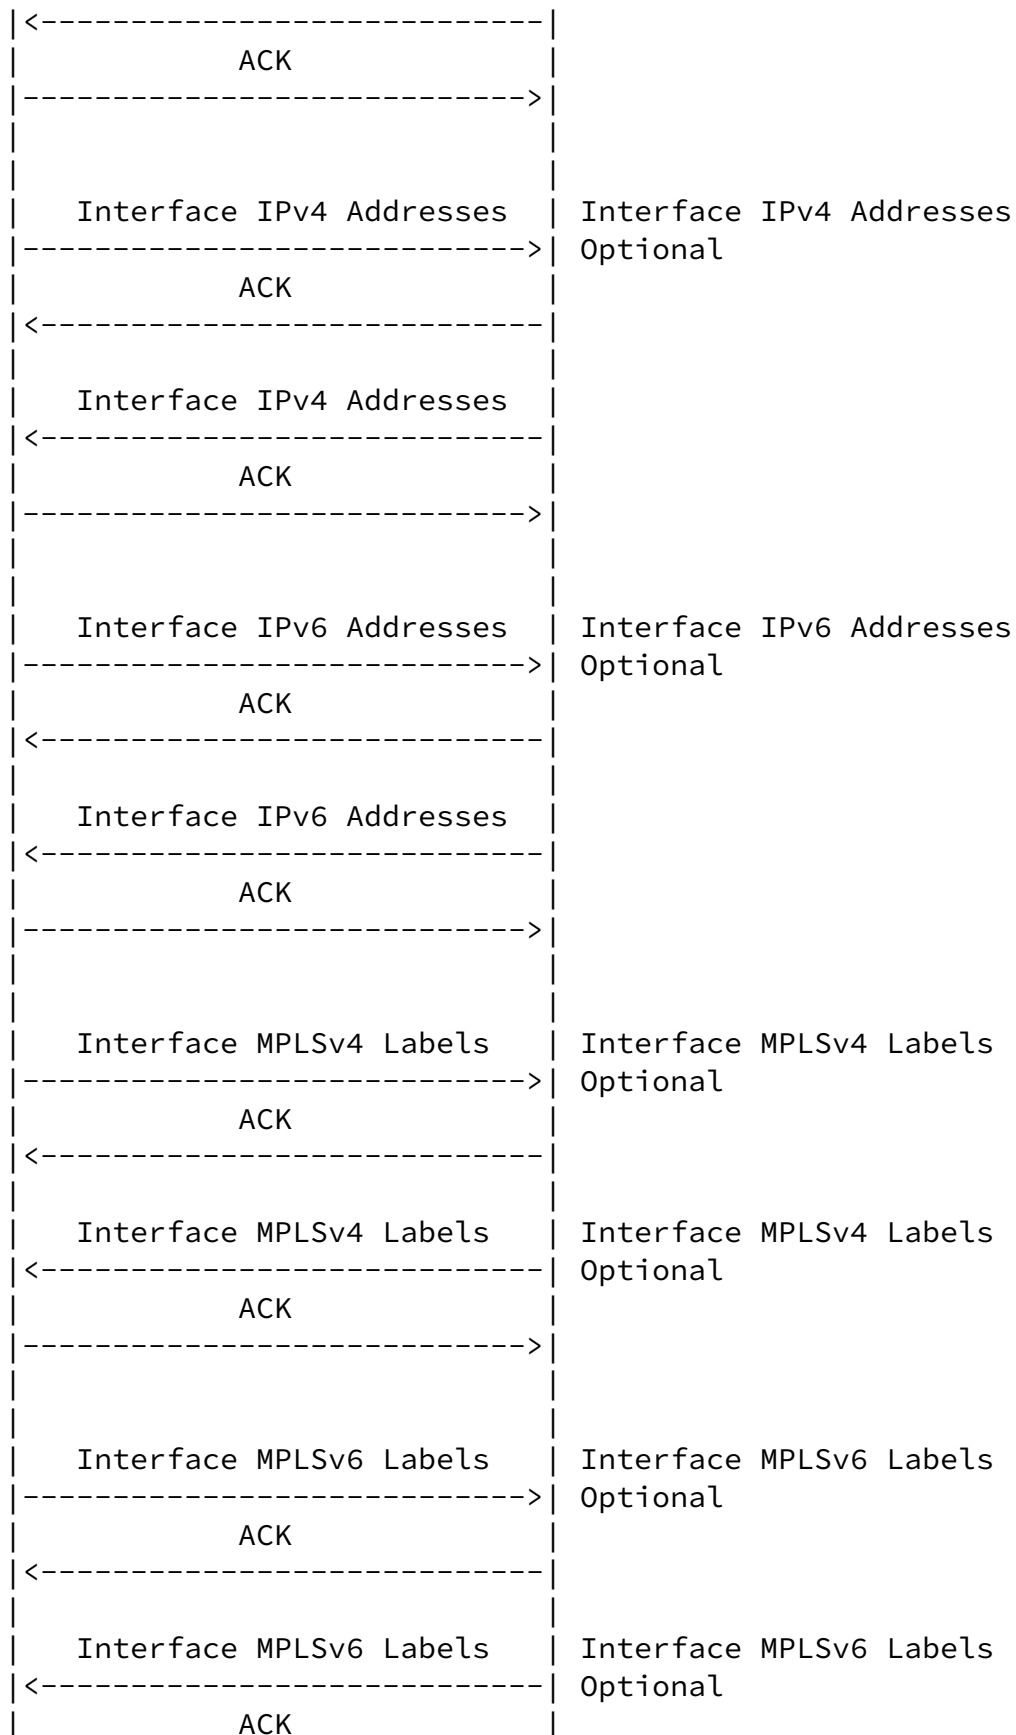 |<----------------------------|
|            ACK              |
|---------------------------->|
|                             |
|                             |
|   Interface IPv4 Addresses  | Interface IPv4 Addresses
|---------------------------->| Optional
|            ACK              |
|<----------------------------|
|                             |
|   Interface IPv4 Addresses  |
|<----------------------------|
|            ACK              |
|---------------------------->|
|                             |
|                             |
|   Interface IPv6 Addresses  | Interface IPv6 Addresses
|---------------------------->| Optional
|            ACK              |
|<----------------------------|
|                             |
|   Interface IPv6 Addresses  |
|<----------------------------|
|            ACK              |
|---------------------------->|
|                             |
|                             |
|   Interface MPLSv4 Labels   | Interface MPLSv4 Labels
|---------------------------->| Optional
|            ACK              |
|<----------------------------|
|                             |
|   Interface MPLSv4 Labels   | Interface MPLSv4 Labels
|<----------------------------| Optional
|            ACK              |
|---------------------------->|
|                             |
|                             |
|   Interface MPLSv6 Labels   | Interface MPLSv6 Labels
|---------------------------->| Optional
|            ACK              |
|<----------------------------|
|                             |
|   Interface MPLSv6 Labels   | Interface MPLSv6 Labels
|<----------------------------| Optional
|            ACK              |